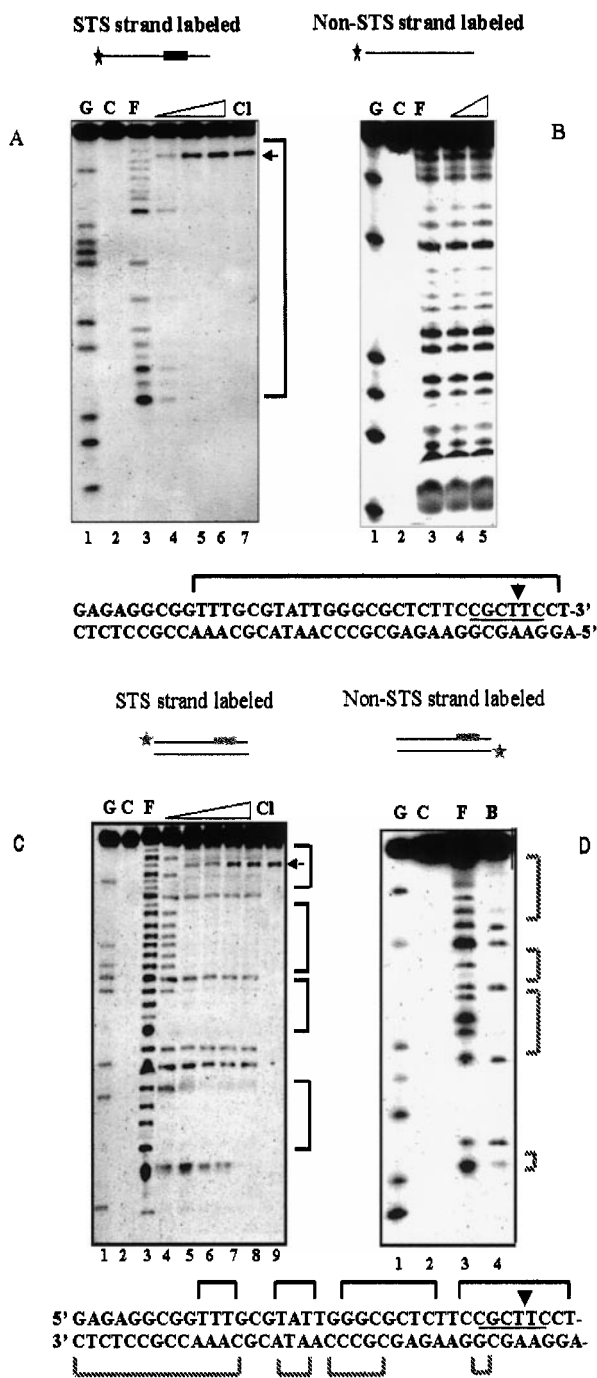 STS strand labeled Non-STS strand labeled
A G C F Cl G C F B
1 2 3 4 5 6 7 1 2 3 4 5
GAGAGGCGGTTTGCGTATTGGGCGCTCTTCCGCTTCCT-3'
CTCTCCGCCAAACGCATAACCCGCGAGAAGGCGAAGGA-5'
STS strand labeled Non-STS strand labeled
C G C F Cl G C F B D
1 2 3 4 5 6 7 8 9 1 2 3 4
5' GAGAGGCGGTTTGCGTATTGGGCGCTCTTCCGCTTCCT-
3' CTCTCCGCCAAACGCATAACCCGCGAGAAGGCGAAGGA-